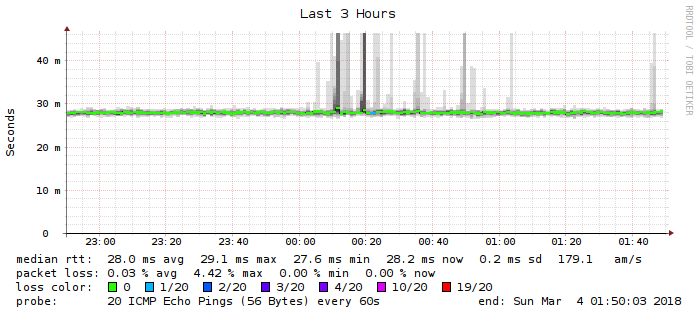 Last 3 Hours
RRDTOOL / TOBI OETIKER
Seconds
40 m
30 m
20 m
10 m
0
23:00 23:20 23:40 00:00 00:20 00:40 01:00 01:20 01:40
median rtt: 28.0 ms avg 29.1 ms max 27.6 ms min 28.2 ms now 0.2 ms sd 179.1 am/s
packet loss: 0.03 % avg 4.42 % max 0.00 % min 0.00 % now
loss color: 0 1/20 2/20 3/20 4/20 10/20 19/20
probe: 20 ICMP Echo Pings (56 Bytes) every 60s end: Sun Mar 4 01:50:03 2018